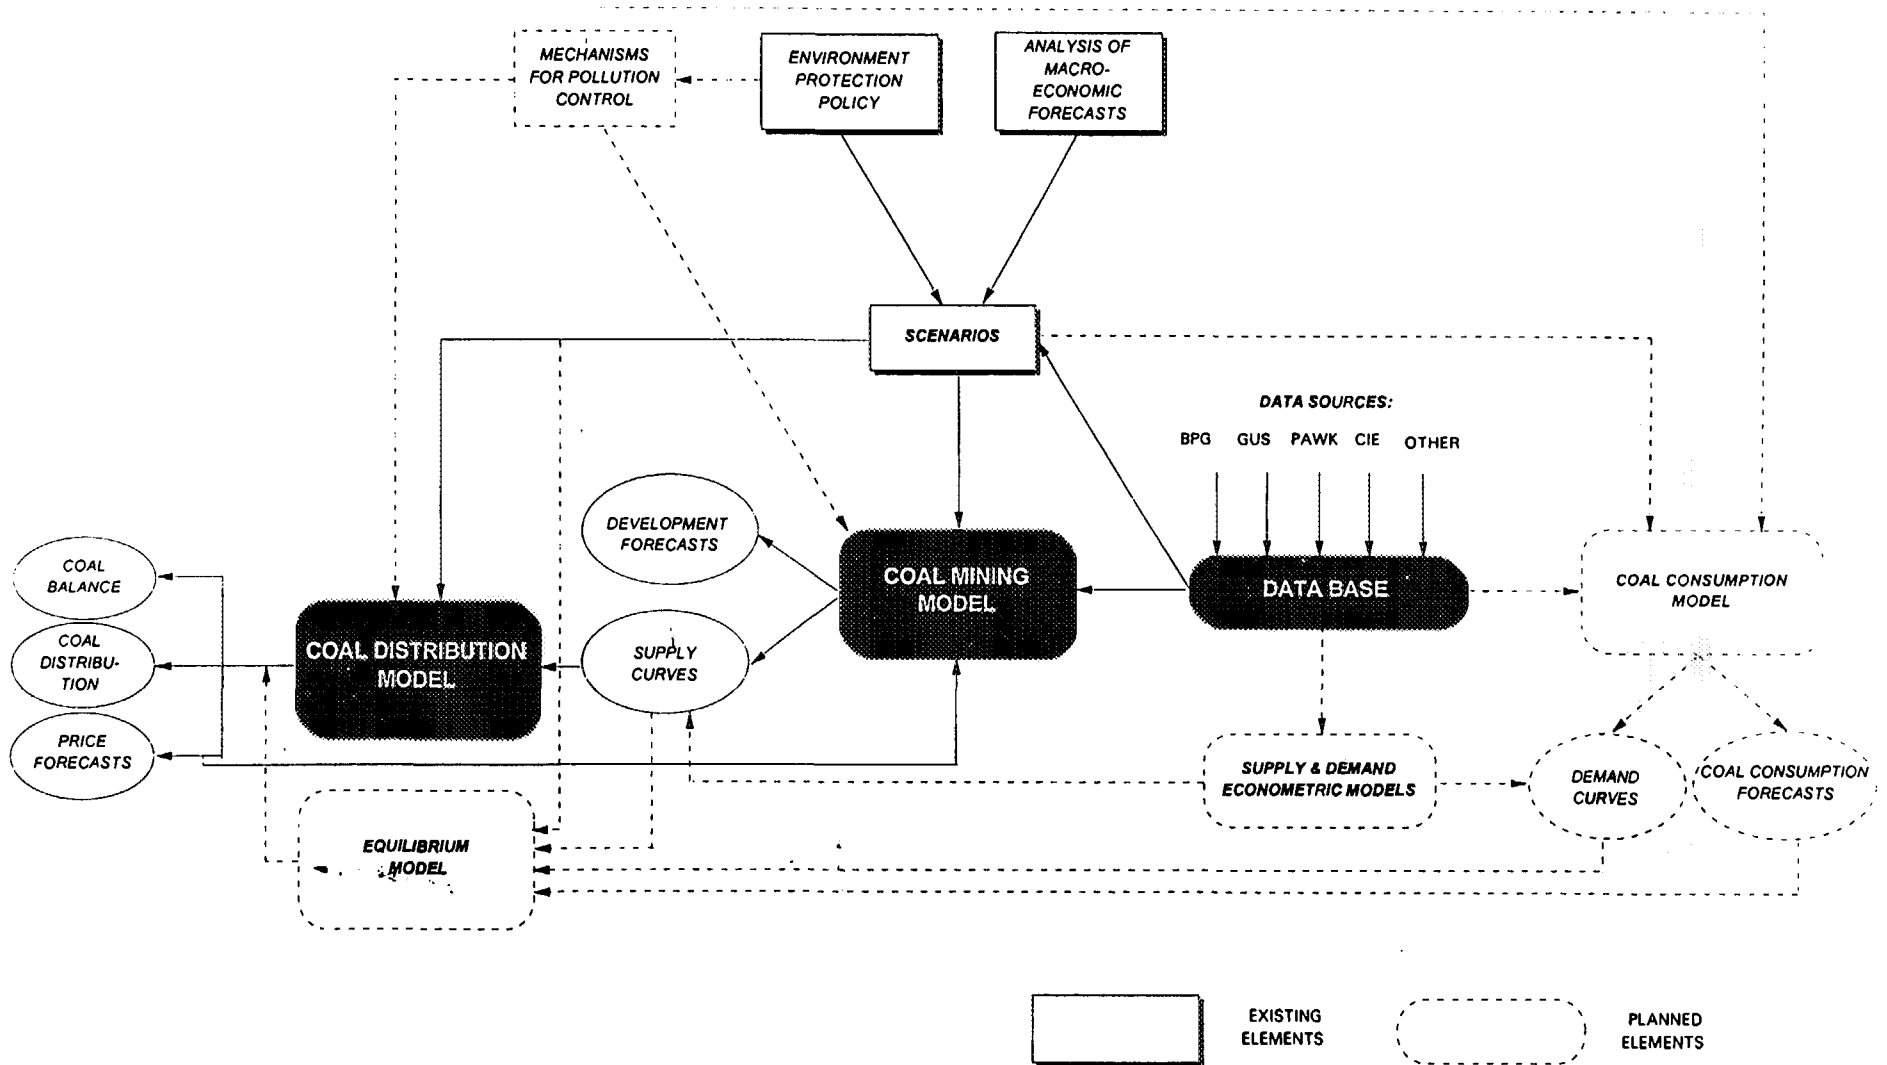 MECHANISMS
FOR POLLUTION
CONTROL
ENVIRONMENT
PROTECTION
POLICY
ANALYSIS OF
MACRO-
ECONOMIC
FORECASTS
SCENARIOS
DATA SOURCES:
BPG GUS PAWK CIE OTHER
DEVELOPMENT
FORECASTS
COAL MINING
MODEL
DATA BASE
COAL CONSUMPTION
MODEL
COAL
BALANCE
COAL
DISTRIBU-
TION
PRICE
FORECASTS
COAL DISTRIBUTION
MODEL
SUPPLY
CURVES
SUPPLY & DEMAND
ECONOMETRIC MODELS
DEMAND
CURVES
COAL CONSUMPTION
FORECASTS
EQUILIBRIUM
MODEL
EXISTING
ELEMENTS
PLANNED
ELEMENTS